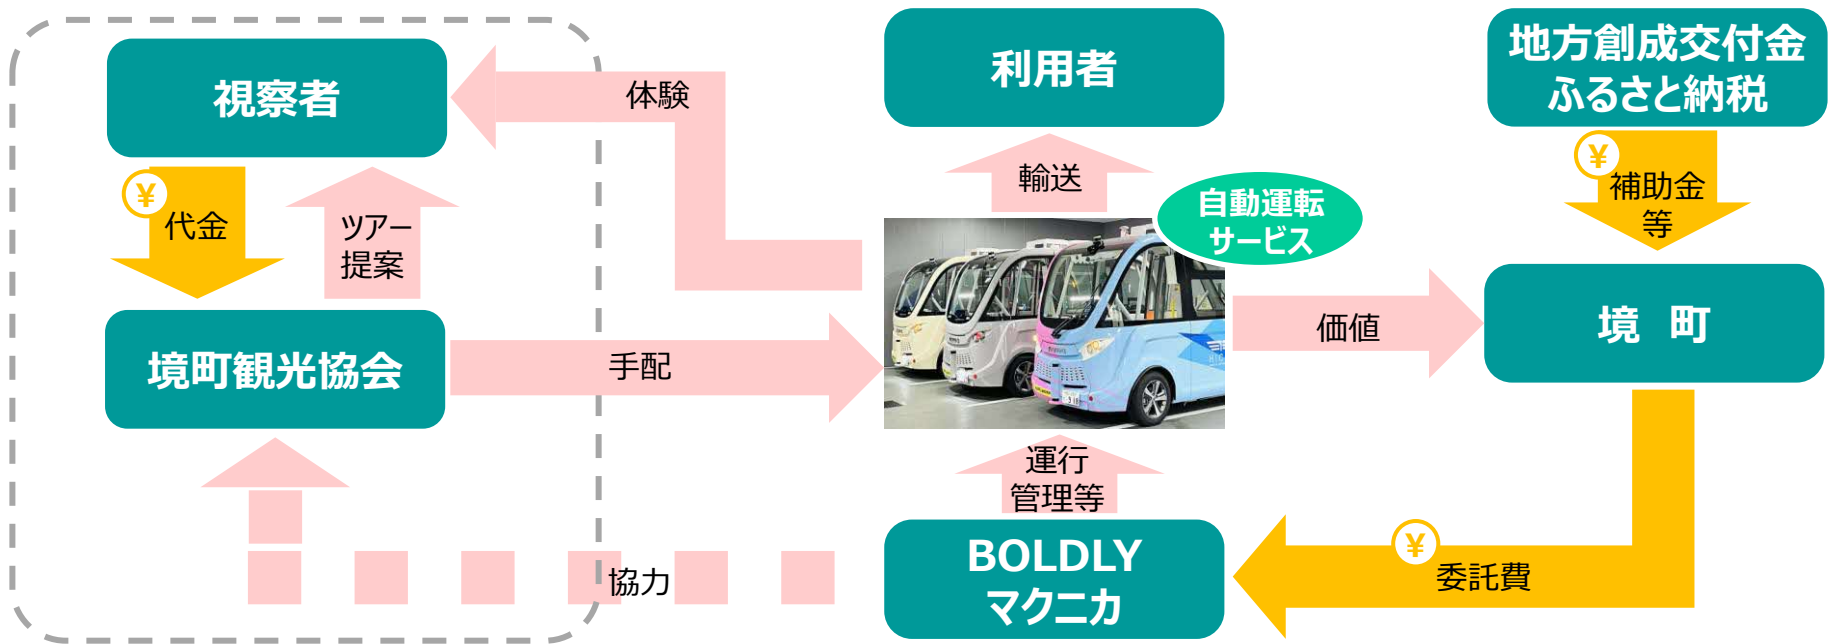 視察者
体験
利用者
地方創成交付金
ふるさと納税
¥
代金
ツアー
提案
輸送
自動運転
サービス
¥
補助金
等
境町観光協会
手配
価値
境 町
運行
管理等
協力
BOLDLY
マクニカ
¥
委託費